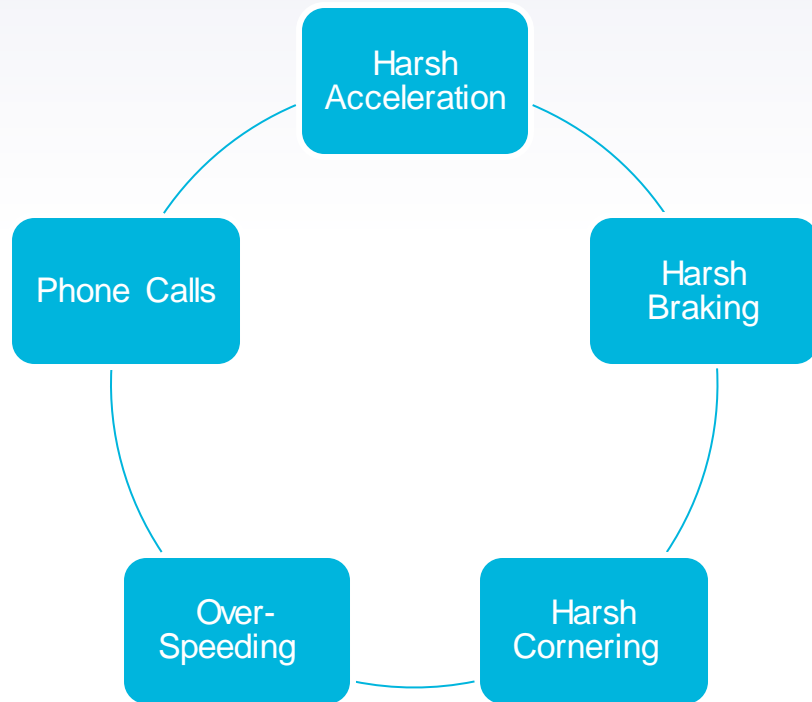 Harsh
Acceleration
Harsh
Braking
Harsh
Cornering
Over-
Speeding
Phone Calls